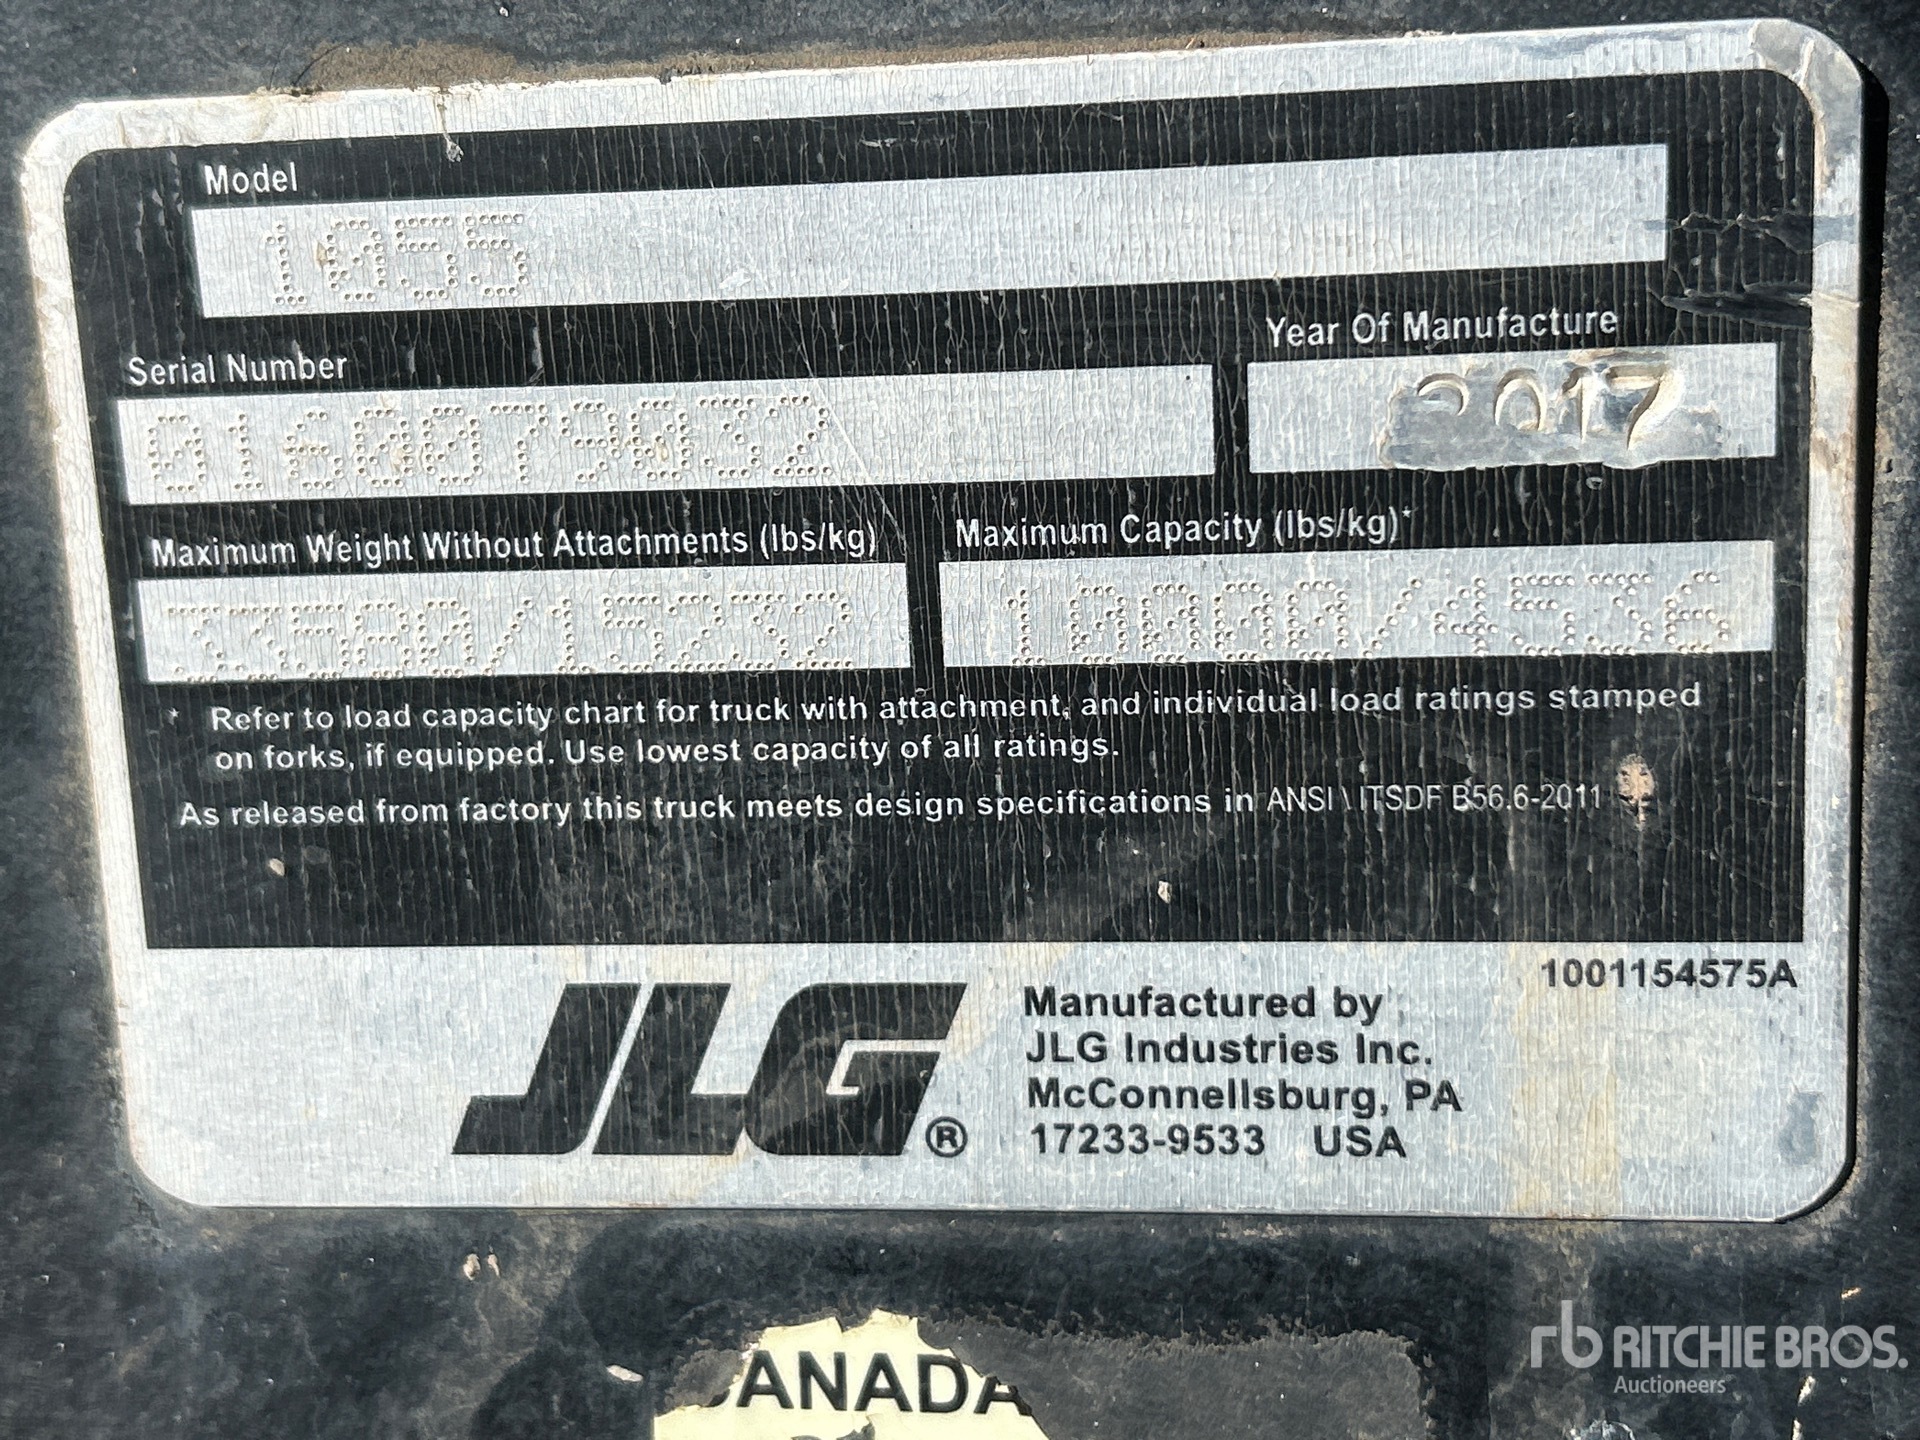 Model
1055
Serial Number
0160079032
Year Of Manufacture
2017
Maximum Weight Without Attachments (lbs/kg)
33580/15232
Maximum Capacity (lbs/kg)*
10000/4536
* Refer to load capacity chart for truck with attachment, and individual load ratings stamped
on forks, if equipped. Use lowest capacity of all ratings.
As released from factory this truck meets design specifications in ANSI \ ITSDF B56.6-2011
1001154575A
JLG®
Manufactured by
JLG Industries Inc.
McConnellsburg, PA
17233-9533 USA
CANADA
rb RITCHIE BROS.
Auctioneers